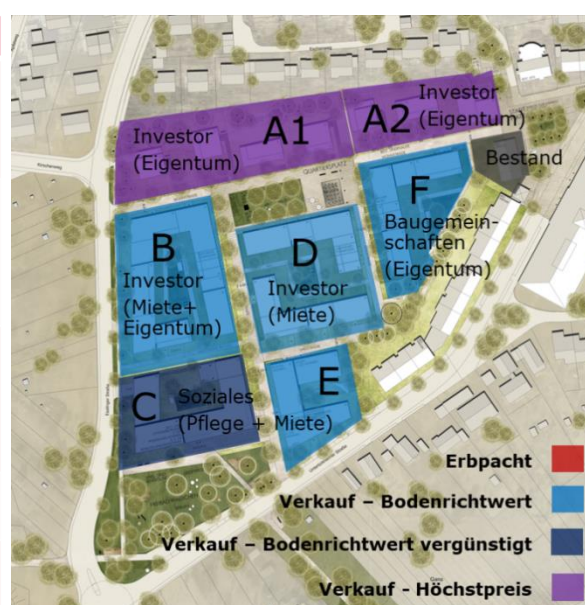 Investor
(Eigentum)
A1
A2
Investor
(Eigentum)
Bestand
QUARTIERSPLATZ
B
Investor
(Miete+
Eigentum)
D
Investor
(Miete)
F
Baugemein-
schaften
(Eigentum)
C
Soziales
(Pflege + Miete)
E
Erbpacht
Verkauf – Bodenrichtwert
Verkauf – Bodenrichtwert vergünstigt
Verkauf - Höchstpreis